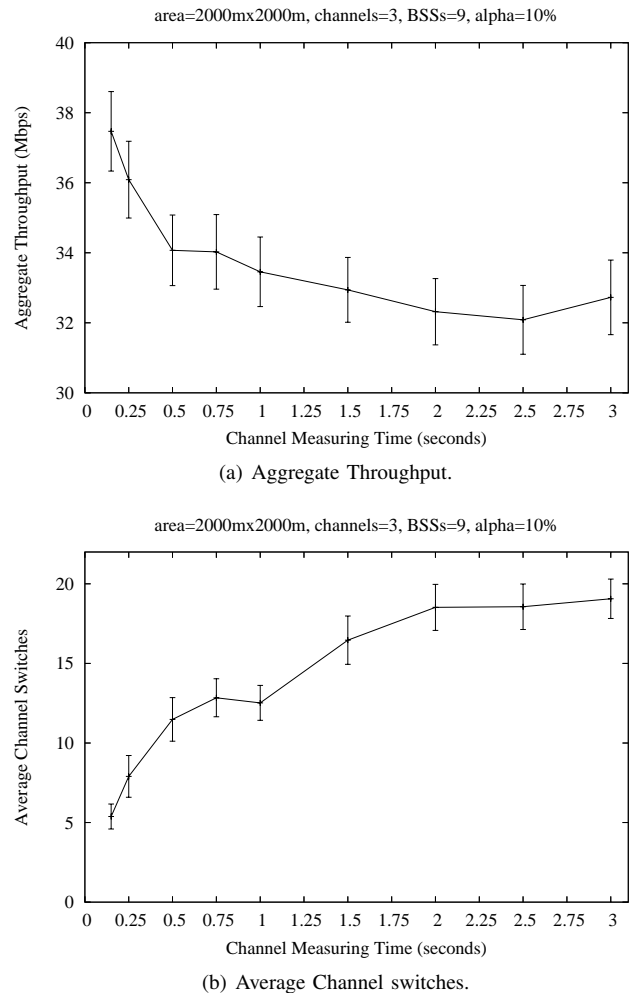 area=2000mx2000m, channels=3, BSSs=9, alpha=10%
40
38
36
34
32
30
Aggregate Throughput (Mbps)
0 0.25 0.5 0.75 1 1.25 1.5 1.75 2 2.25 2.5 2.75 3
Channel Measuring Time (seconds)
(a) Aggregate Throughput.
area=2000mx2000m, channels=3, BSSs=9, alpha=10%
20
15
10
5
0
Average Channel Switches
0 0.25 0.5 0.75 1 1.25 1.5 1.75 2 2.25 2.5 2.75 3
Channel Measuring Time (seconds)
(b) Average Channel switches.